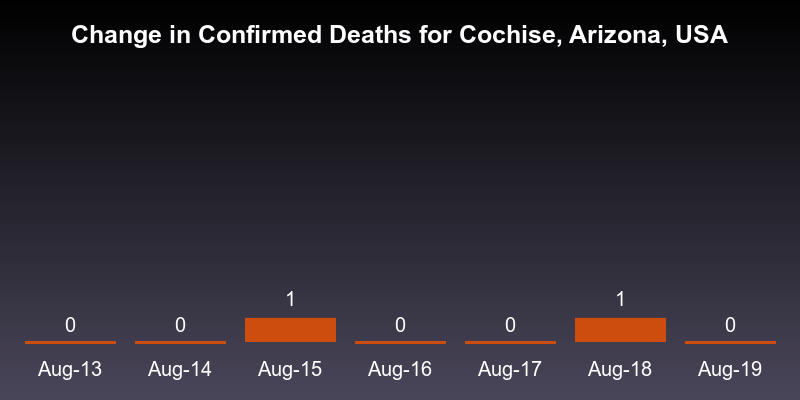 Change in Confirmed Deaths for Cochise, Arizona, USA
0 0 1 0 0 1 0
Aug-13 Aug-14 Aug-15 Aug-16 Aug-17 Aug-18 Aug-19